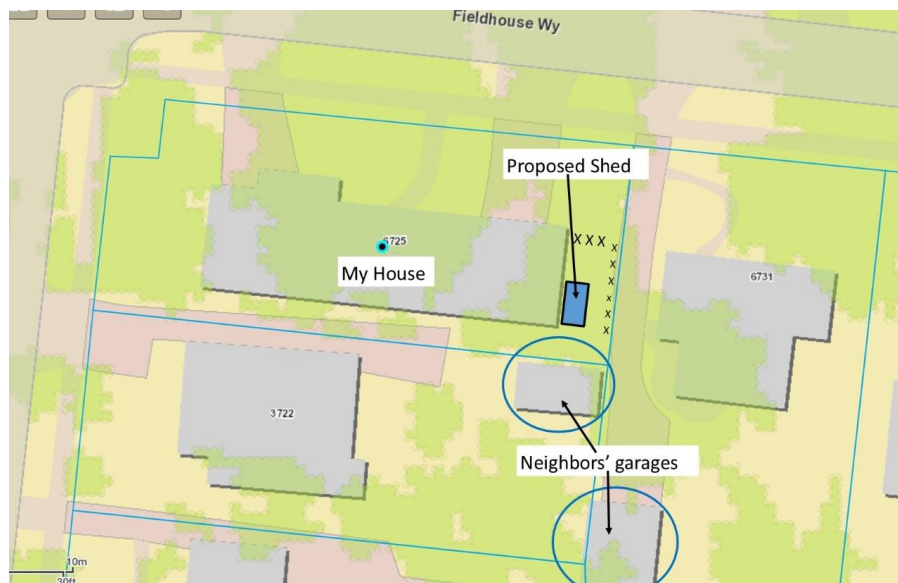 Fieldhouse Wy
Proposed Shed
X X X X
6725
X
My House
X
6731
X
X
X
3722
Neighbors' garages
10m
30ft